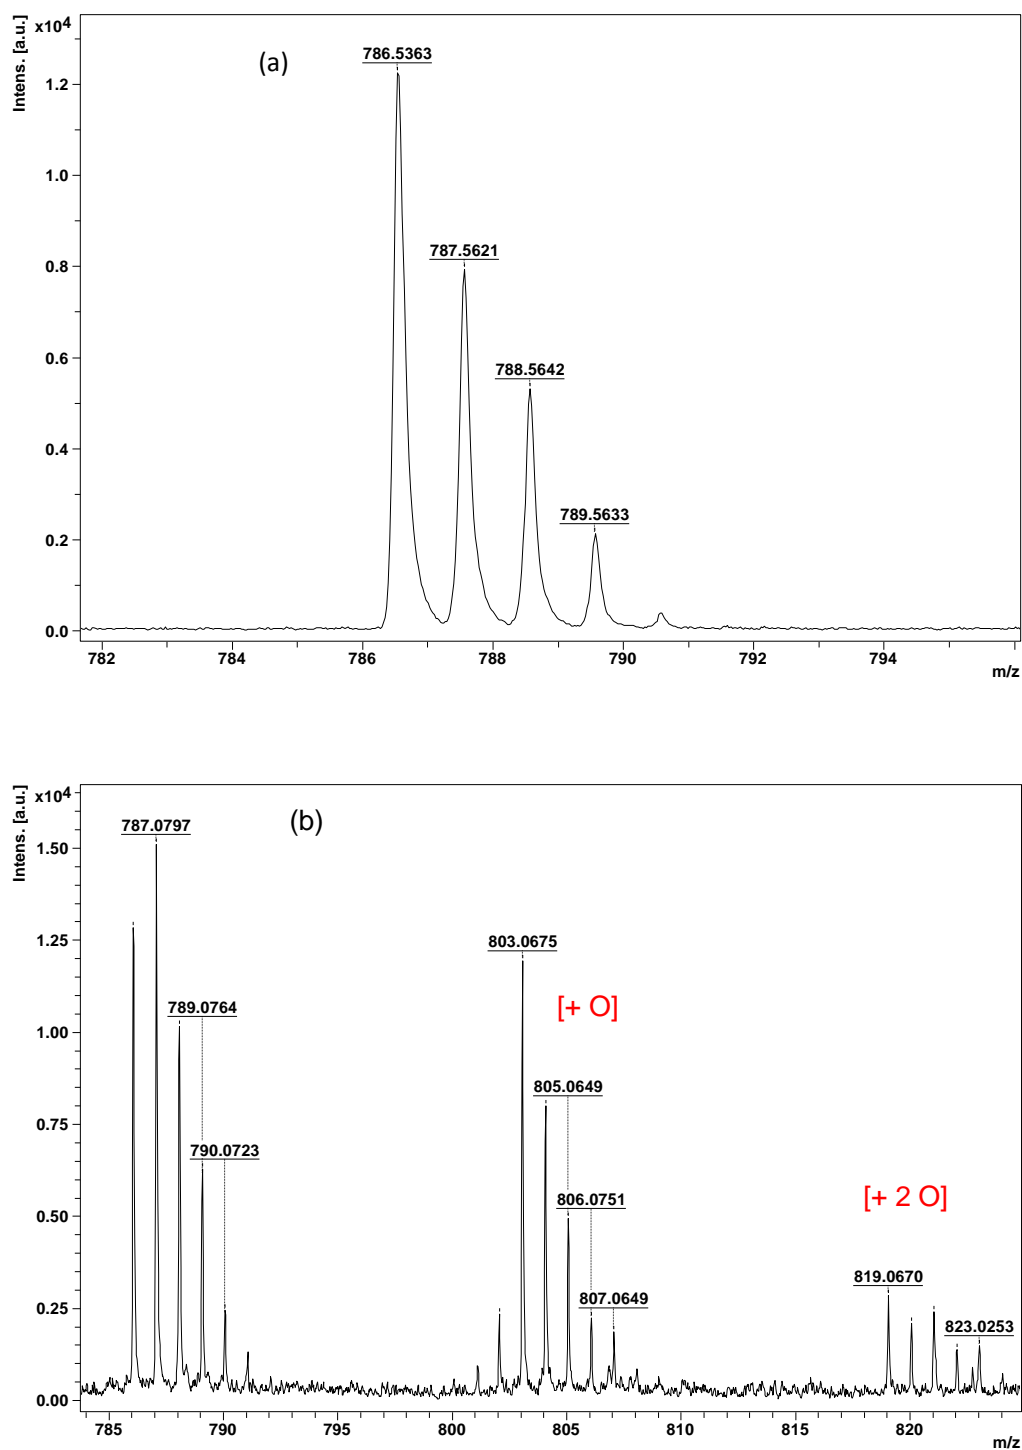 Intens. [a.u.]
x10⁴
(a)
786.5363
1.2
1.0
787.5621
0.8
788.5642
0.6
0.4
789.5633
0.2
0.0
782 784 786 788 790 792 794
m/z
Intens. [a.u.]
x10⁴
(b)
787.0797
1.50
1.25
803.0675
789.0764
[+ O]
1.00
805.0649
0.75
790.0723
806.0751
[+ 2 O]
0.50
819.0670
807.0649
0.25
823.0253
0.00
785 790 795 800 805 810 815 820
m/z